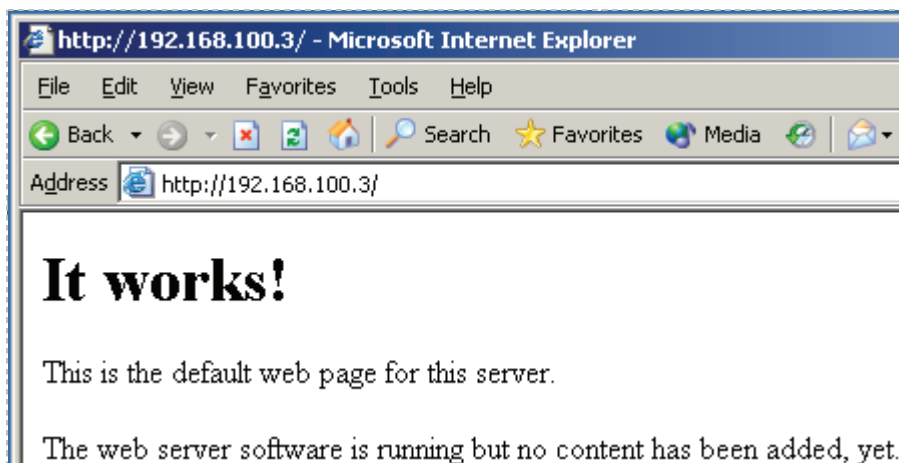 http://192.168.100.3/ - Microsoft Internet Explorer
File Edit View Favorites Tools Help
Back Search Favorites Media
Address http://192.168.100.3/
It works!
This is the default web page for this server.
The web server software is running but no content has been added, yet.